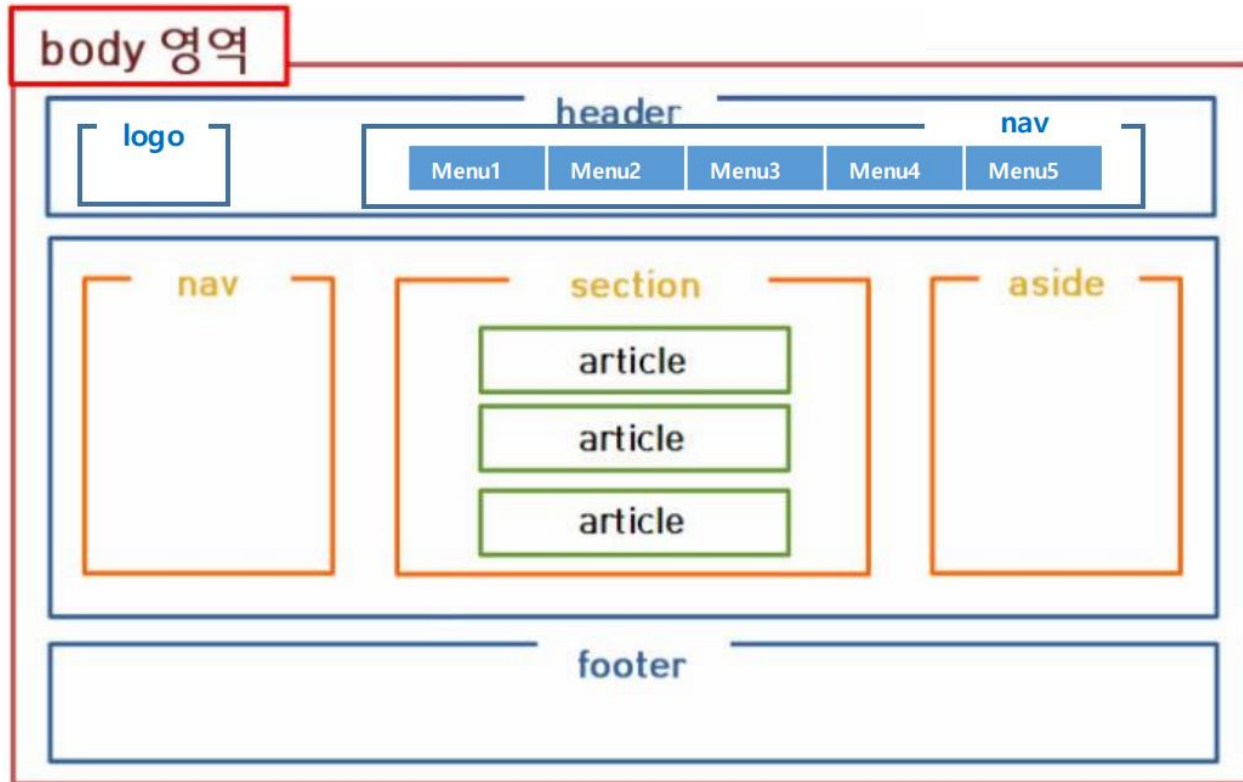 body 영역
header
logo
nav
Menu1 Menu2 Menu3 Menu4 Menu5
nav
section
aside
article
article
article
footer